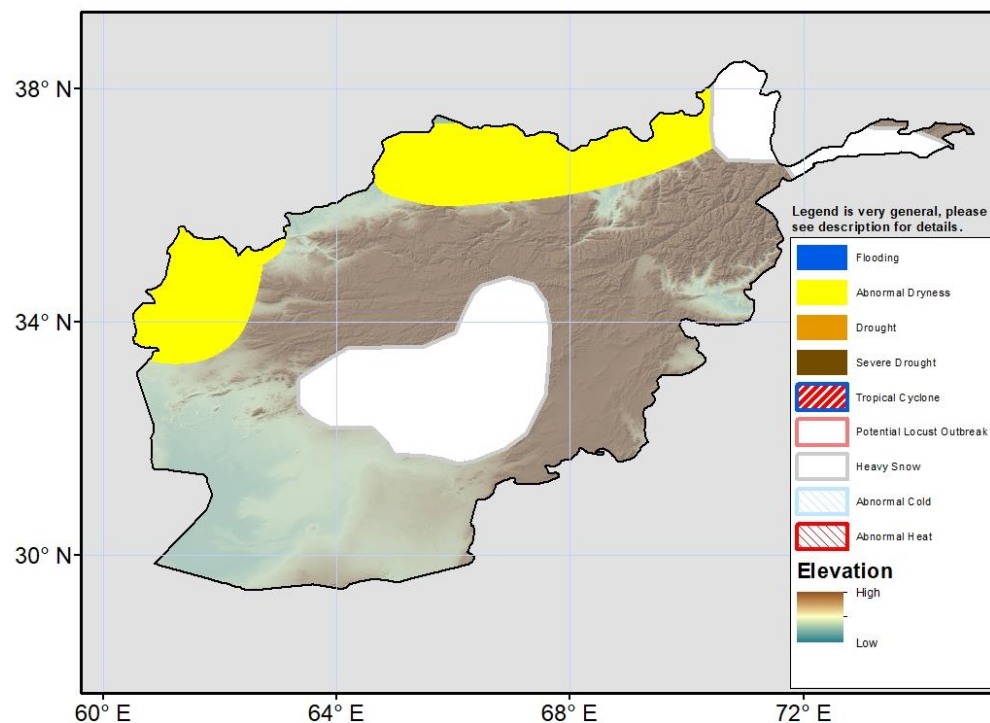 38° N
34° N
30° N
60° E
64° E
68° E
72° E
Legend is very general, please
see description for details.
Flooding
Abnormal Dryness
Drought
Severe Drought
Tropical Cyclone
Potential Locust Outbreak
Heavy Snow
Abnormal Cold
Abnormal Heat
Elevation
High
Low